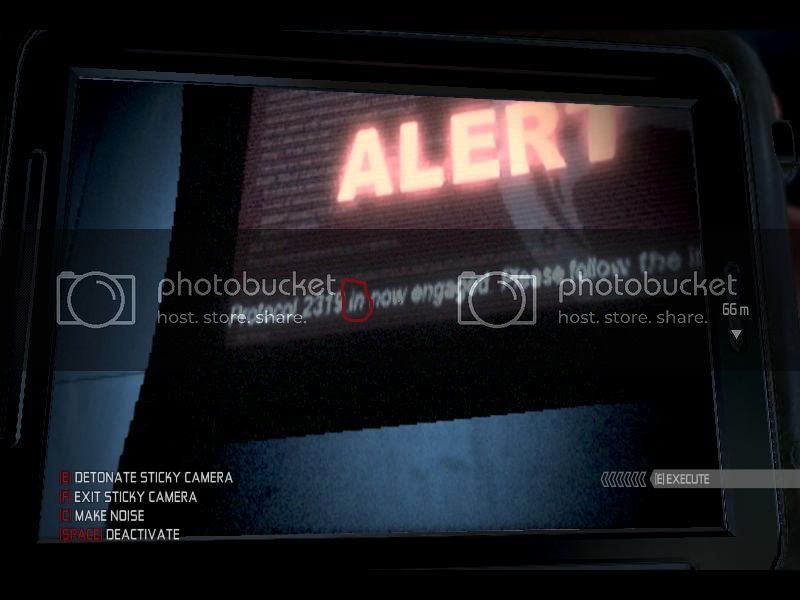 ALERT
Protocol 2319 in now engaged. Please follow the in
photobucket
host. store. share.
photobucket
host. store. share.
66 m
[E] DETONATE STICKY CAMERA
[F] EXIT STICKY CAMERA
[C] MAKE NOISE
[SPACE] DEACTIVATE
[E] EXECUTE